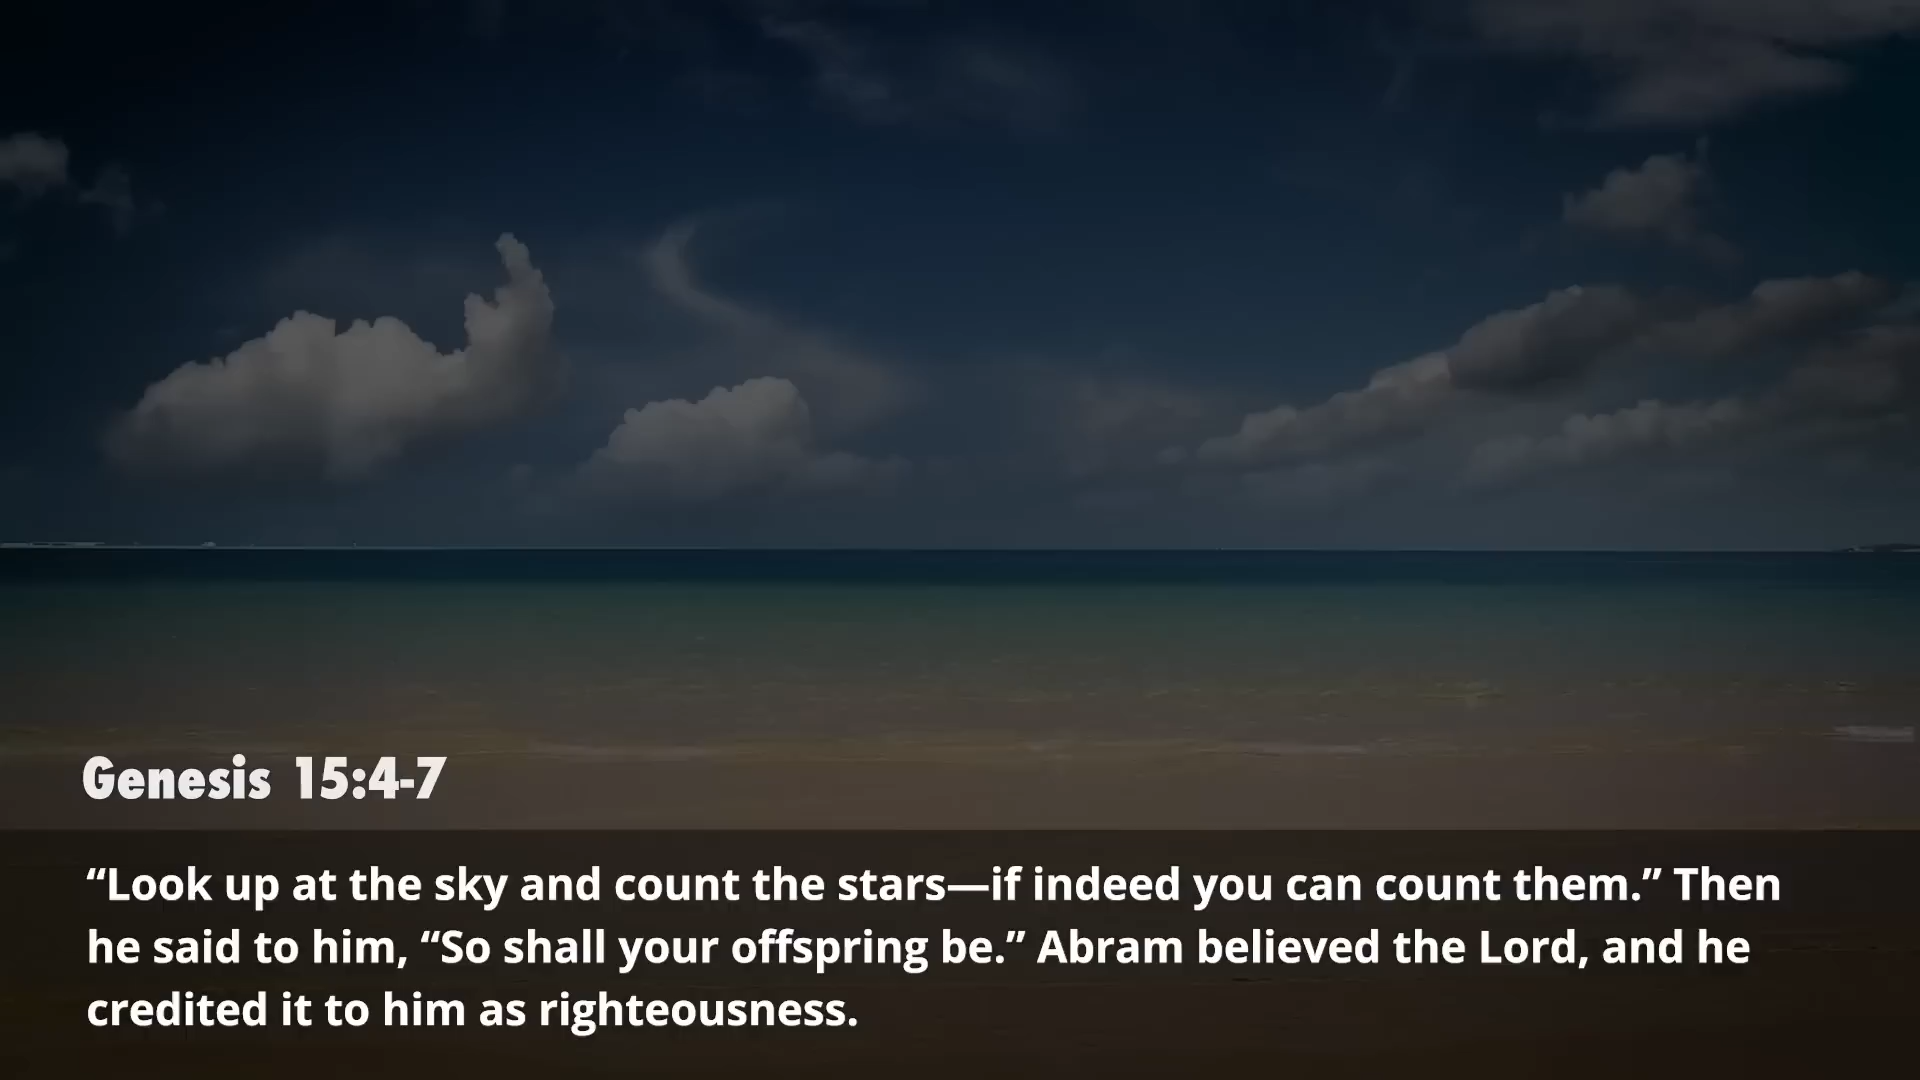 Genesis 15:4-7
“Look up at the sky and count the stars—if indeed you can count them.” Then
he said to him, “So shall your offspring be.” Abram believed the Lord, and he
credited it to him as righteousness.